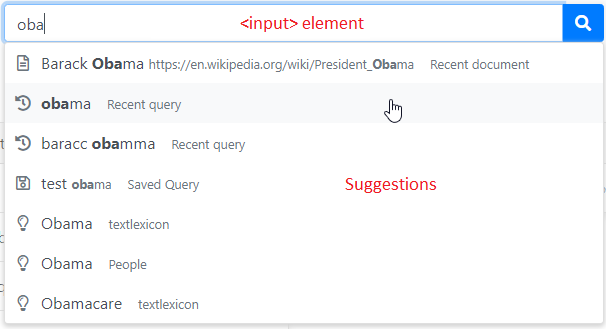 oba <input> element
Barack Obama https://en.wikipedia.org/wiki/President_Obama Recent document
obama Recent query
baracc obamma Recent query
test obama Saved Query
Suggestions
Obama textlexicon
Obama People
Obamacare textlexicon